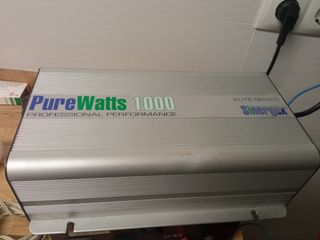 PureWatts 1000
PROFESSIONAL PERFORMANCE
ELITE SERIES
Sinergex